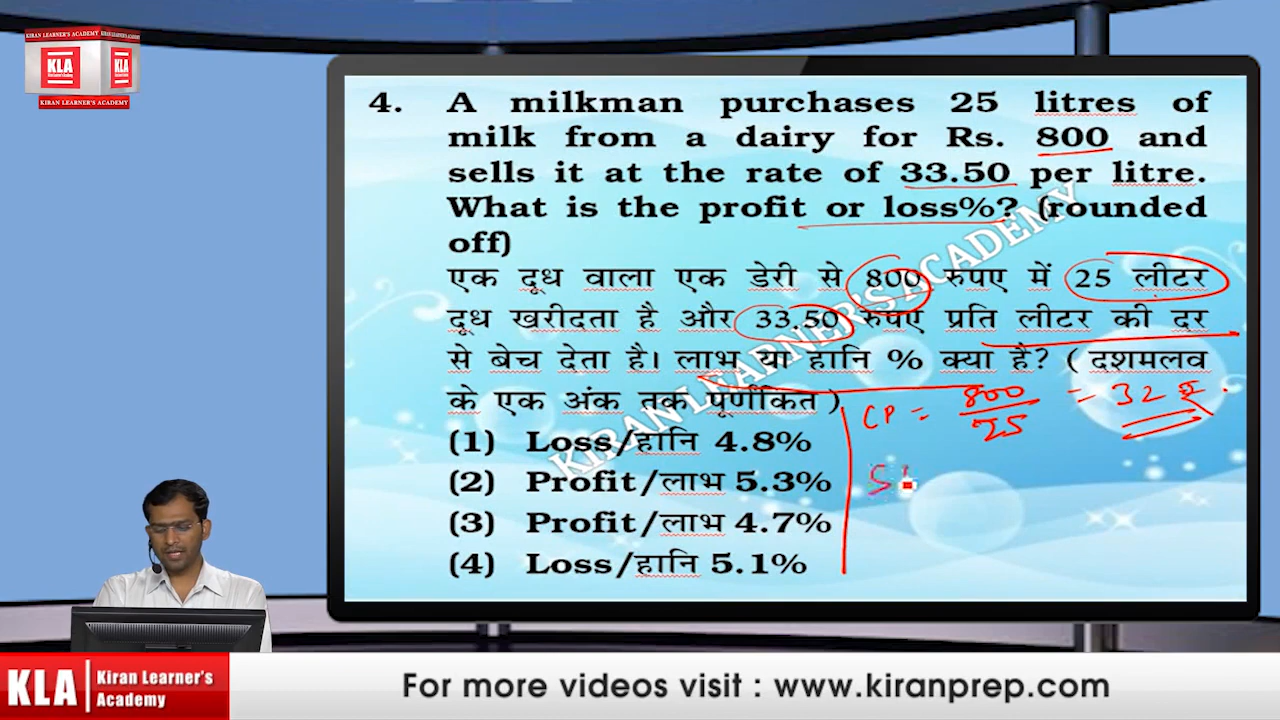 KIRAN LEARNER'S ACADEMY
KLA
KLA
KIRAN LEARNER'S ACADEMY
4. A milkman purchases 25 litres of
milk from a dairy for Rs. 800 and
sells it at the rate of 33.50 per litre.
What is the profit or loss%? (rounded
off)
एक दूध वाला एक डेरी से 800 रुपए में 25 लीटर
दूध खरीदता है और 33.50 रुपए प्रति लीटर की दर
से बेच देता है। लाभ या हानि % क्या है? ( दशमलव
के एक अंक तक पूर्णंकित )
CP = 800/25 = 32 ₹.
(1) Loss/हानि 4.8%
(2) Profit/लाभ 5.3%
(3) Profit/लाभ 4.7%
(4) Loss/हानि 5.1%
KIRAN LEARNER'S ACADEMY
KLA Kiran Learner's
Academy
For more videos visit : www.kiranprep.com